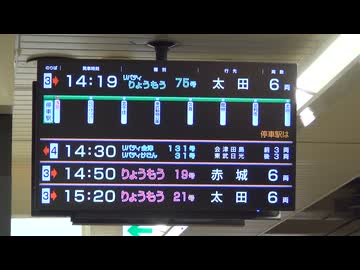 のりば 発車時刻 種別 行先 両数
3 14:19 リバティ りょうもう 75号 太田 6両
停車駅
停車駅は
4 14:30 リバティ会津 131号 会津田島 前3両
リバティけごん 31号 東武日光 後3両
3 14:50 りょうもう 19号 赤城 6両
3 15:20 りょうもう 21号 太田 6両